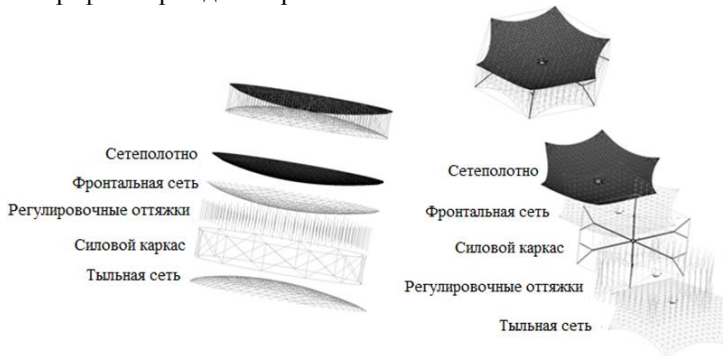 Сетеполотно
Фронтальная сеть
Регулировочные оттяжки
Силовой каркас
Тыльная сеть
Сетеполотно
Фронтальная сеть
Силовой каркас
Регулировочные оттяжки
Тыльная сеть